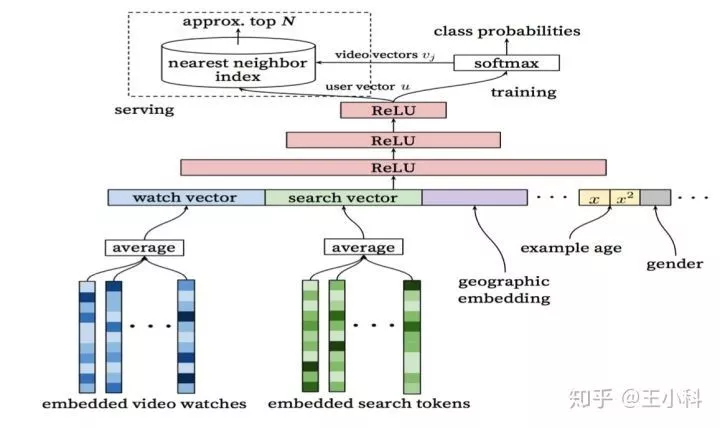 approx. top N
class probabilities
nearest neighbor
index
video vectors vj
softmax
user vector u
serving
training
ReLU
ReLU
ReLU
watch vector
search vector
...
x
x²
...
average
average
example age
gender
geographic
embedding
...
...
embedded video watches
embedded search tokens
知乎 @王小科